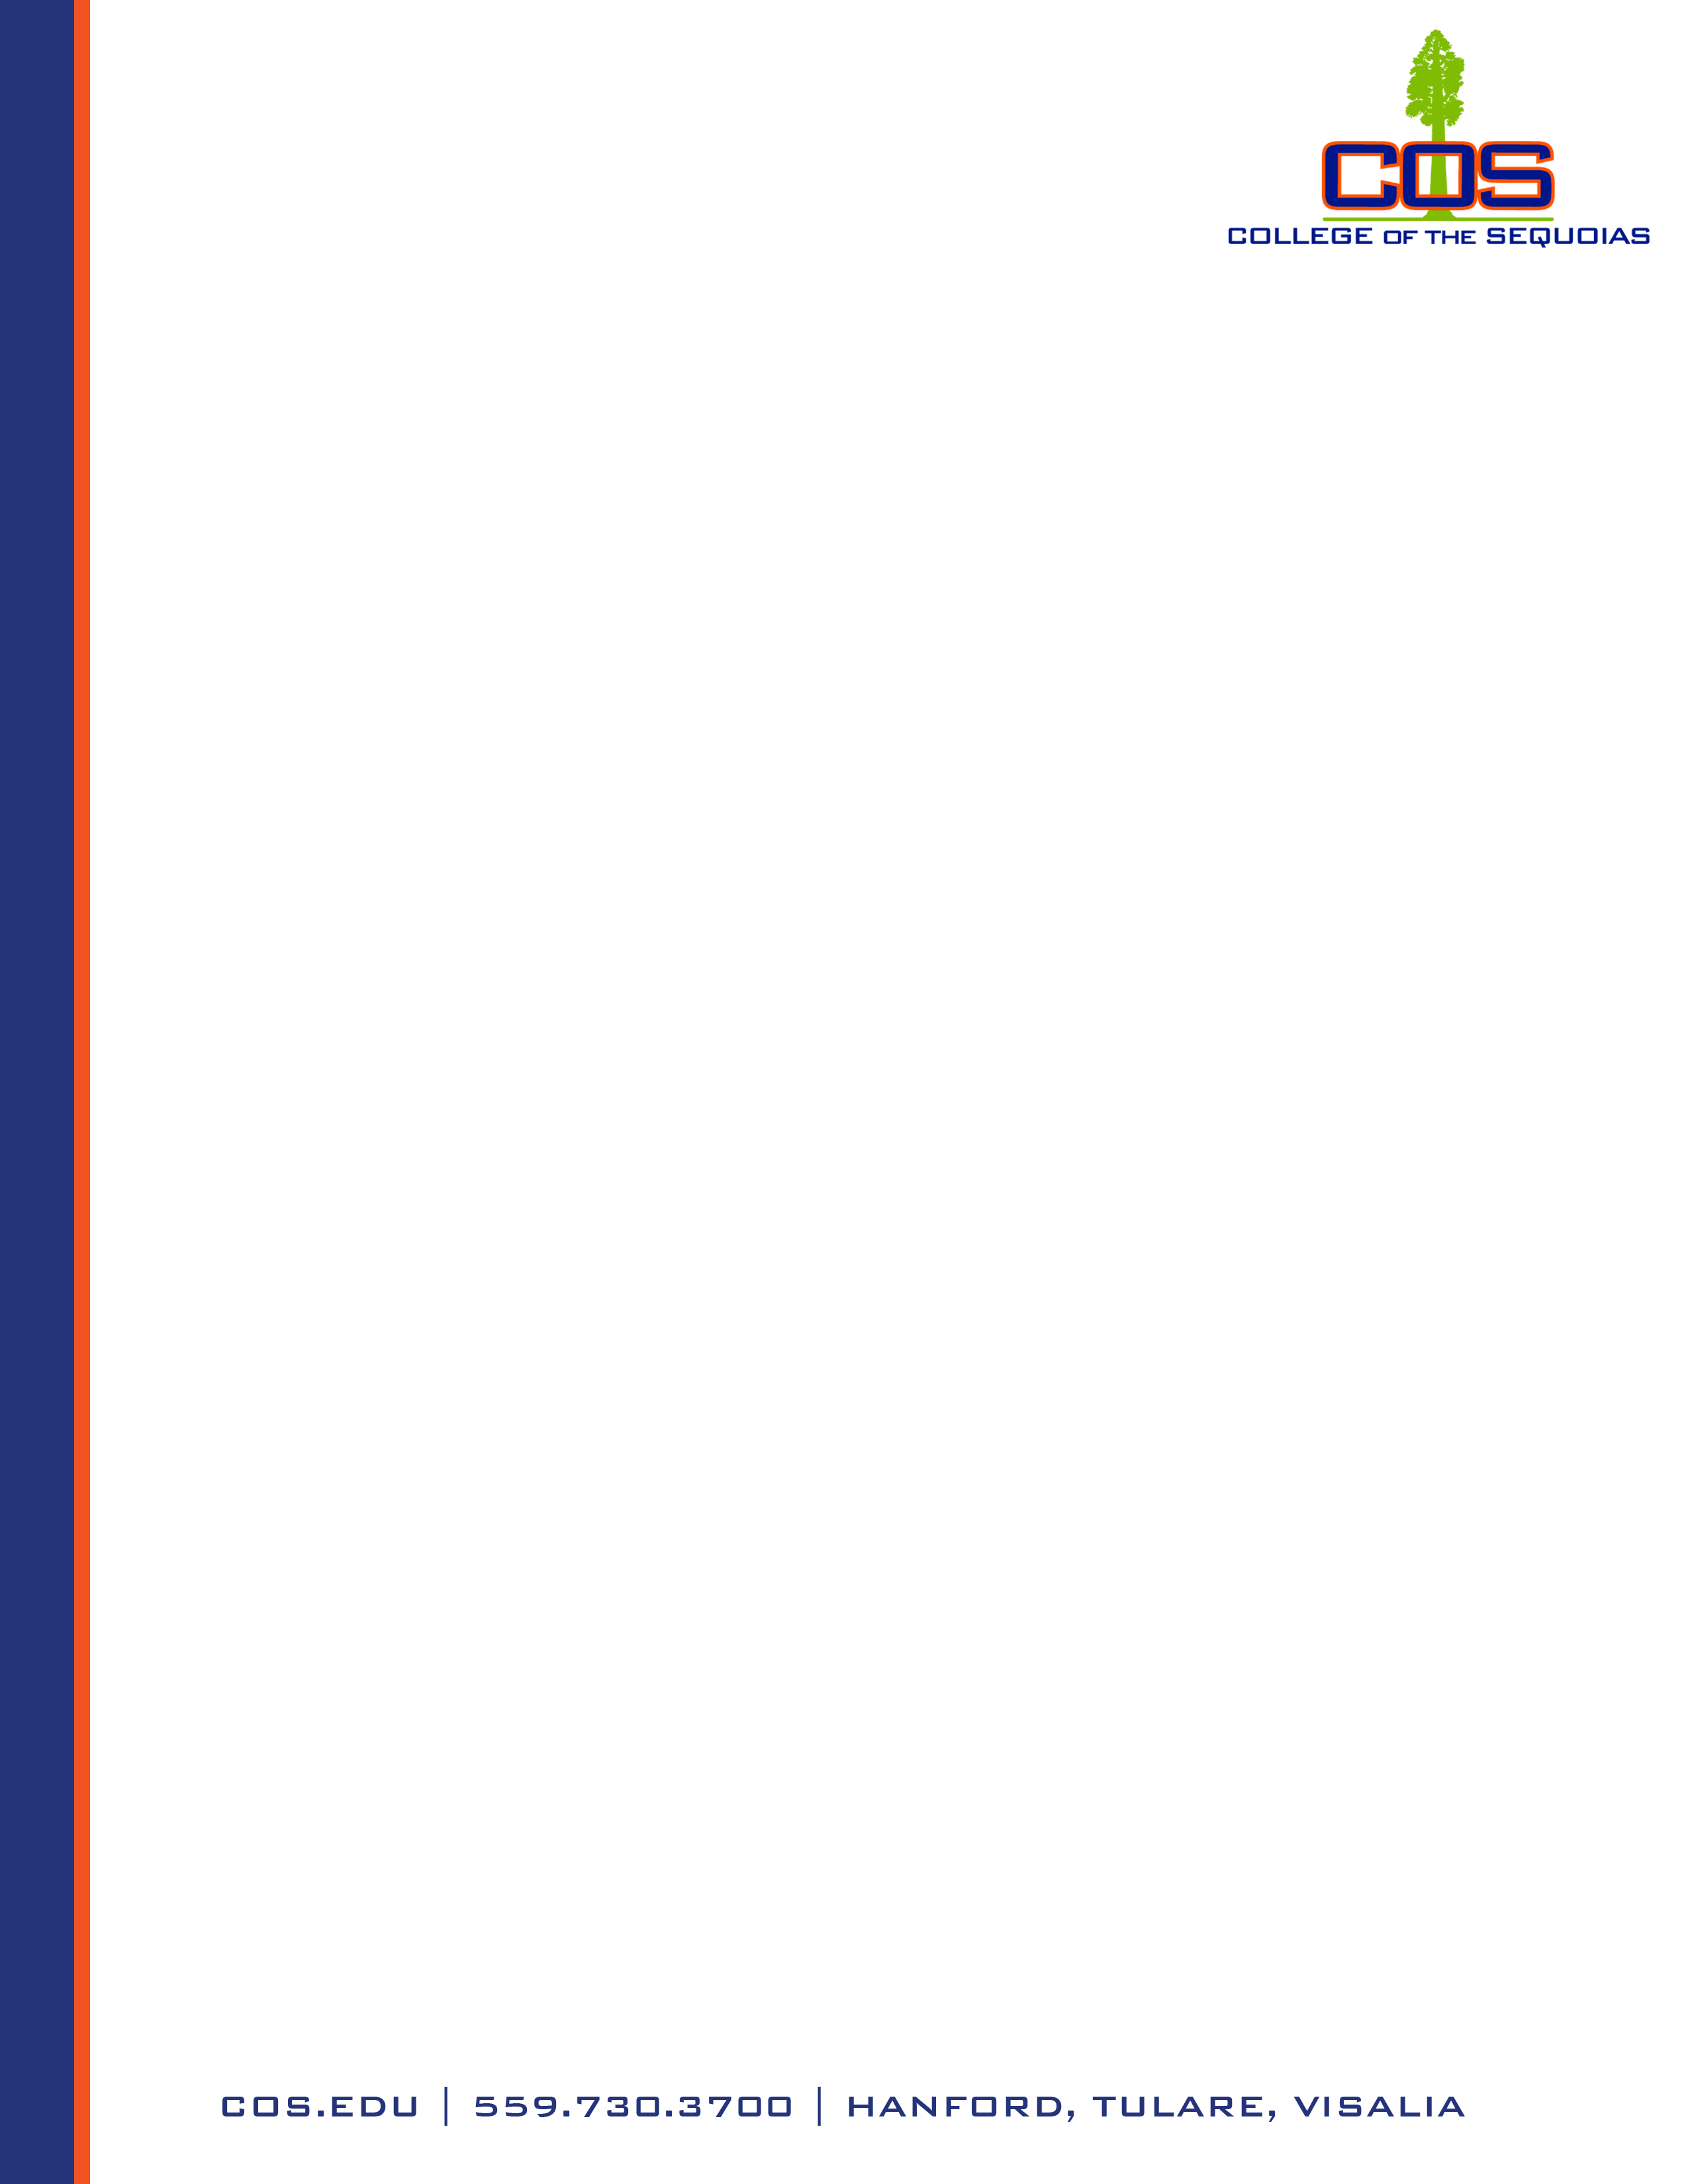 COS
COLLEGE OF THE SEQUOIAS
COS.EDU | 559.730.3700 | HANFORD, TULARE, VISALIA